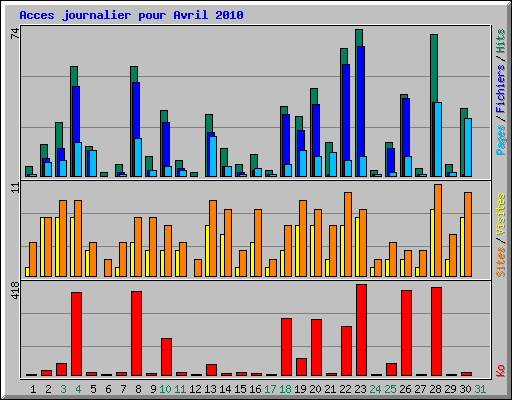 Acces journalier pour Avril 2010
74
Pages / Fichiers / Hits
11
Sites / Visites
418
Ko
1 2 3 4 5 6 7 8 9 10 11 12 13 14 15 16 17 18 19 20 21 22 23 24 25 26 27 28 29 30 31